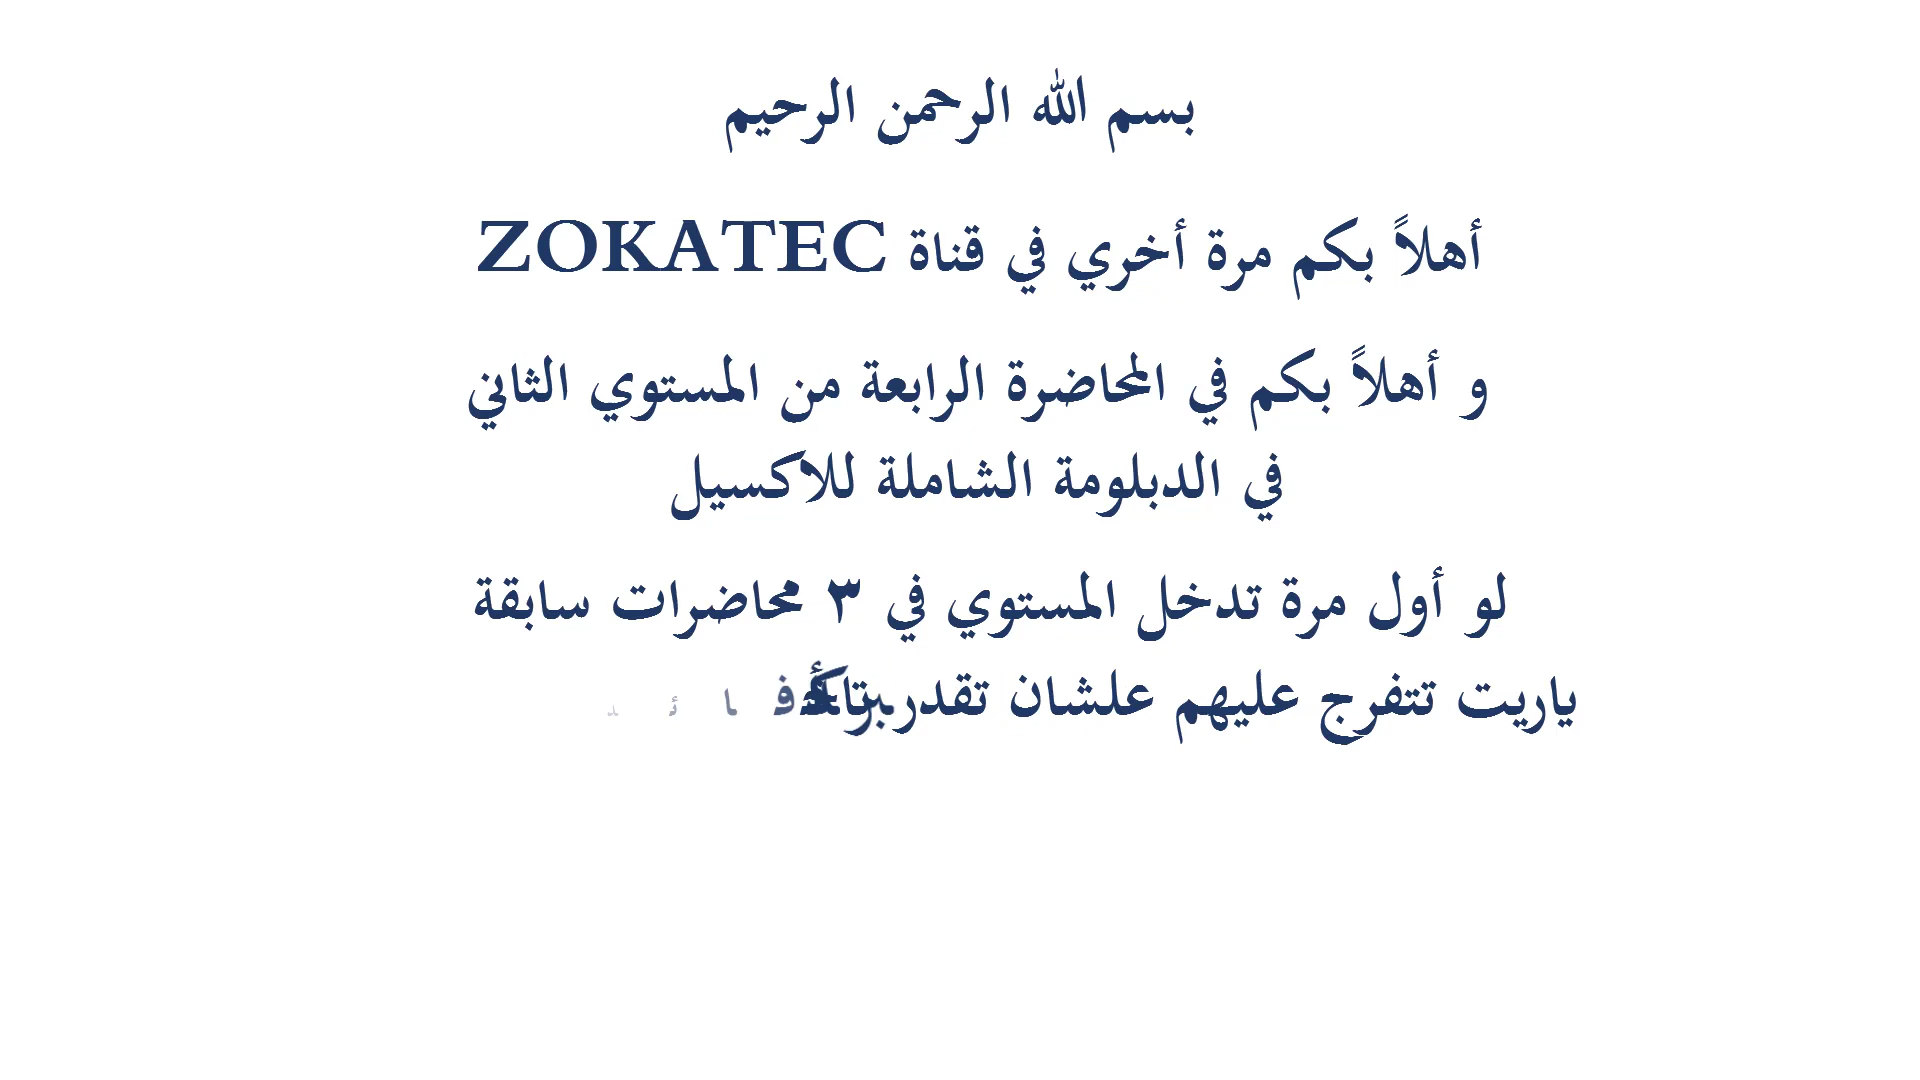 بسم الله الرحمن الرحيم
أهلاً بكم مرة أخري في قناة ZOKATEC
و أهلاً بكم في المحاضرة الرابعة من المستوي الثاني
في الدبلومة الشاملة للاكسيل
لو أول مرة تدخل المستوي في ٣ محاضرات سابقة
ياريت تتفرج عليهم علشان تقدر